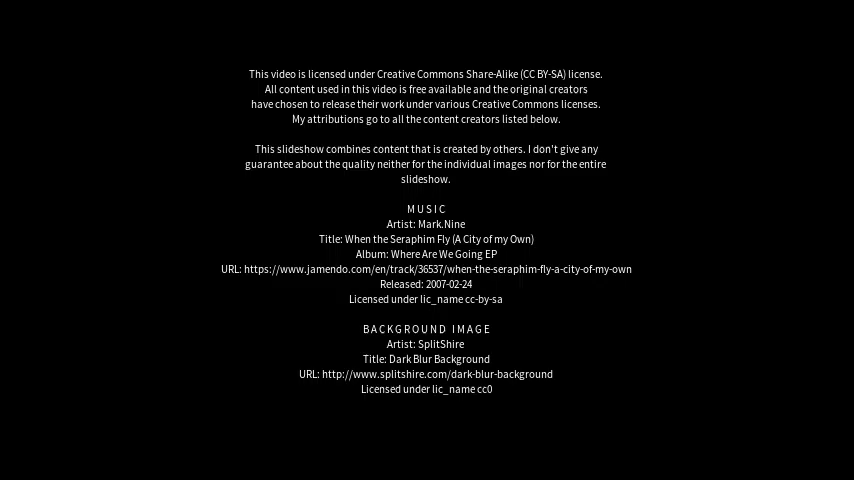 This video is licensed under Creative Commons Share-Alike (CC BY-SA) license.
All content used in this video is free available and the original creators
have chosen to release their work under various Creative Commons licenses.
My attributions go to all the content creators listed below.
This slideshow combines content that is created by others. I don't give any
guarantee about the quality neither for the individual images nor for the entire
slideshow.
MUSIC
Artist: Mark.Nine
Title: When the Seraphim Fly (A City of my Own)
Album: Where Are We Going EP
URL: https://www.jamendo.com/en/track/36537/when-the-seraphim-fly-a-city-of-my-own
Released: 2007-02-24
Licensed under lic_name cc-by-sa
BACKGROUND IMAGE
Artist: SplitShire
Title: Dark Blur Background
URL: http://www.splitshire.com/dark-blur-background
Licensed under lic_name cc0